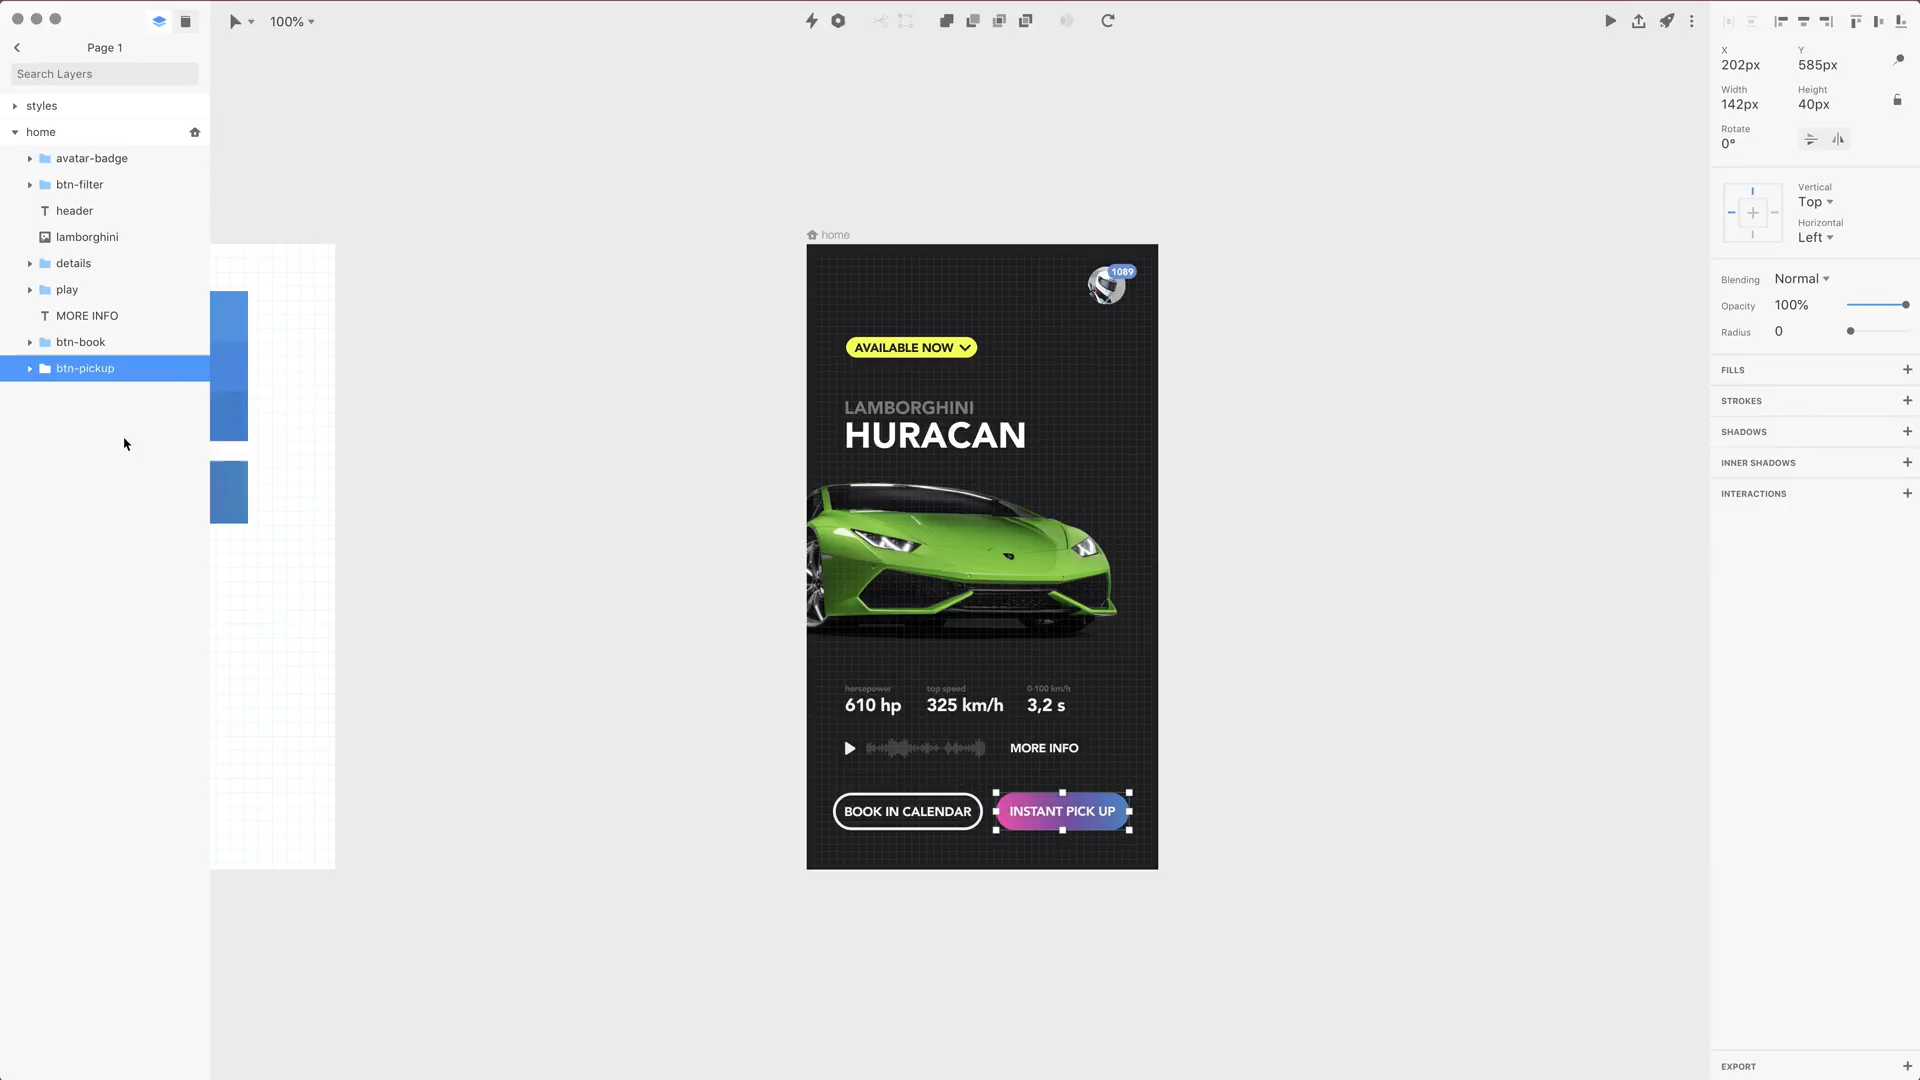 100%
Page 1
Search Layers
styles
home
avatar-badge
btn-filter
header
lamborghini
details
play
MORE INFO
btn-book
btn-pickup
home
1089
AVAILABLE NOW
LAMBORGHINI
HURACAN
horsepower top speed 0-100 km/h
610 hp 325 km/h 3,2 s
MORE INFO
BOOK IN CALENDAR
INSTANT PICK UP
X Y
202px 585px
Width Height
142px 40px
Rotate
0°
Vertical
Top
Horizontal
Left
Blending Normal
Opacity 100%
Radius 0
FILLS
STROKES
SHADOWS
INNER SHADOWS
INTERACTIONS
EXPORT